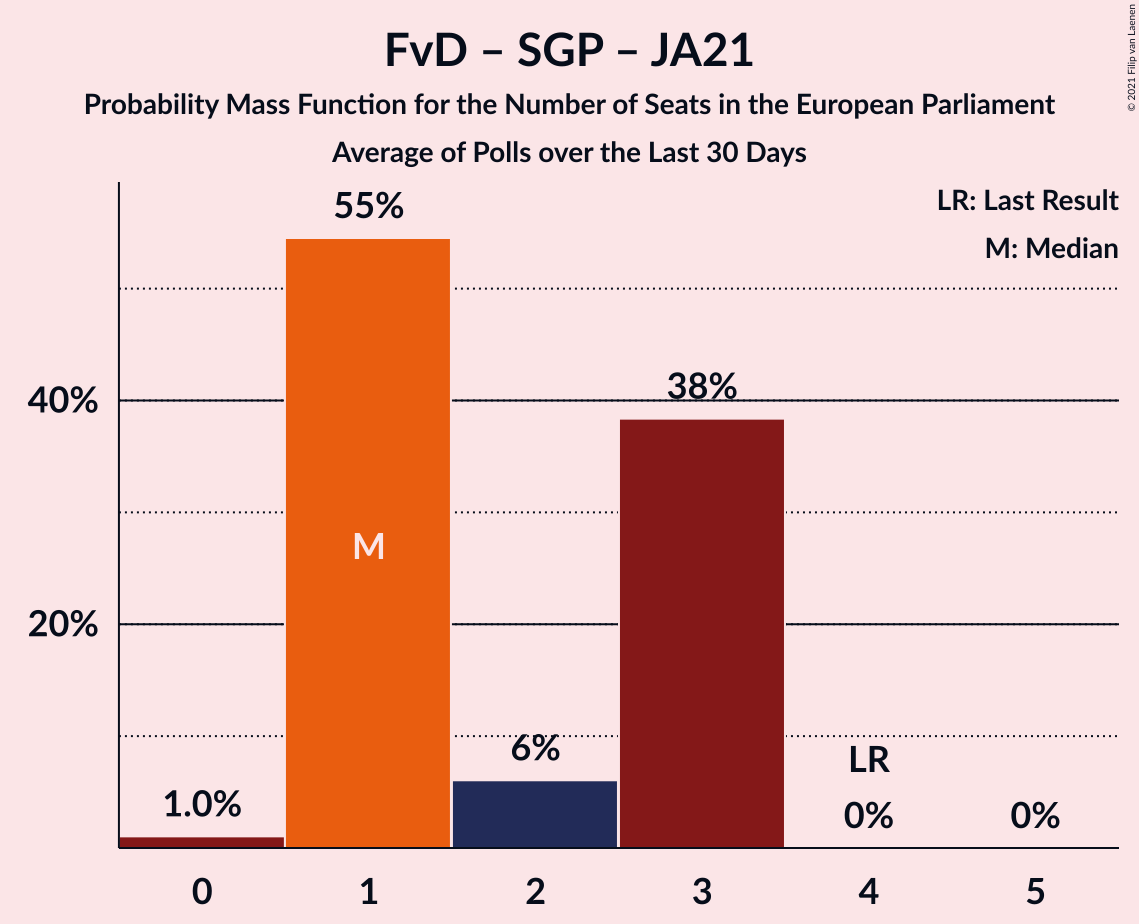 FvD – SGP – JA21
Probability Mass Function for the Number of Seats in the European Parliament
Average of Polls over the Last 30 Days
© 2021 Filip van Laenen
LR: Last Result
M: Median
55%
40%
38%
M
20%
6%
LR
1.0%
0%
0%
0 1 2 3 4 5